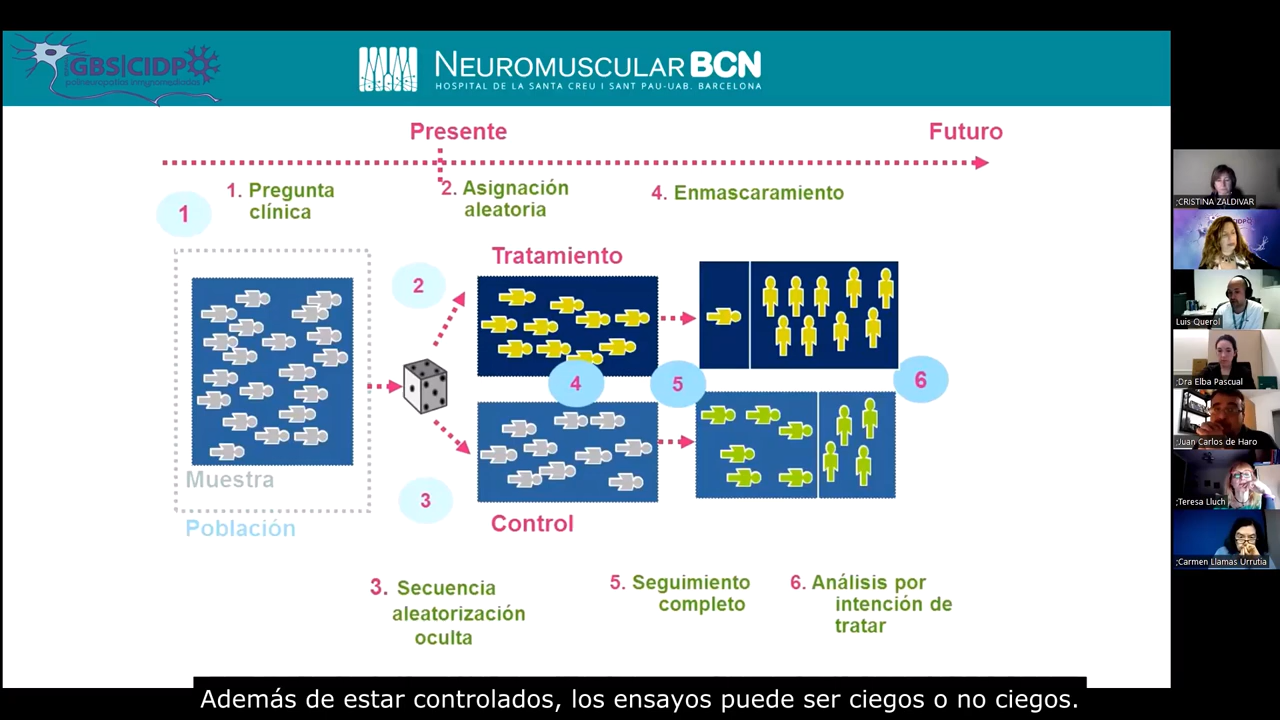 GBS|CIDP
polineuropatías inmunomediadas
NEUROMUSCULAR BCN
HOSPITAL DE LA SANTA CREU I SANT PAU-UAB. BARCELONA
Presente
Futuro
1. Pregunta
clínica
2. Asignación
aleatoria
4. Enmascaramiento
1
Tratamiento
2
4
5
6
Muestra
3
Control
Población
3. Secuencia
aleatorización
oculta
5. Seguimiento
completo
6. Análisis por
intención de
tratar
;CRISTINA ZALDIVAR
Luis Querol
;Dra Elba Pascual
;Juan Carlos de Haro
;Teresa Lluch
;Carmen Llamas Urrutia
Además de estar controlados, los ensayos puede ser ciegos o no ciegos.